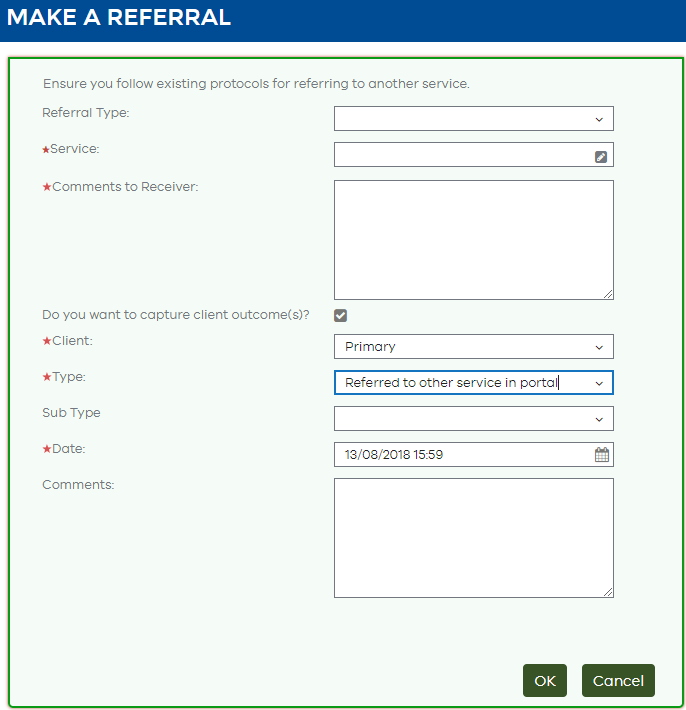 MAKE A REFERRAL
Ensure you follow existing protocols for referring to another service.
Referral Type:
★Service:
★Comments to Receiver:
Do you want to capture client outcome(s)?
★Client:
Primary
★Type:
Referred to other service in portal
Sub Type
★Date:
13/08/2018 15:59
Comments:
OK
Cancel